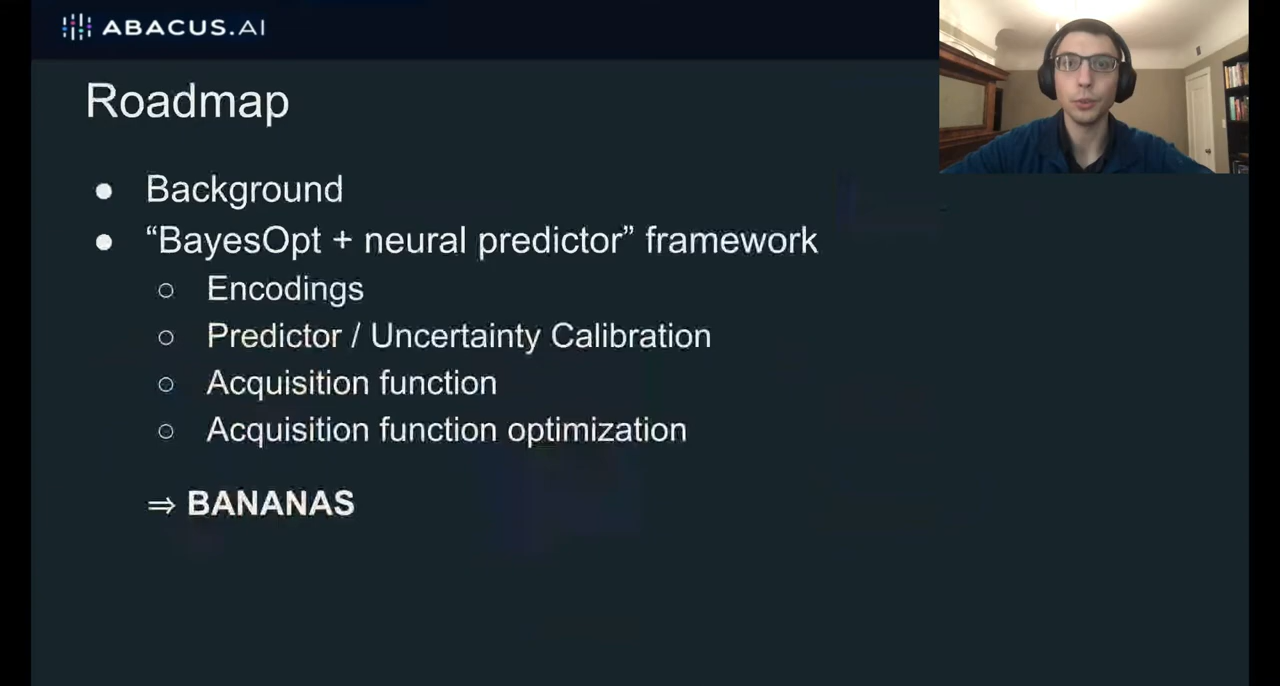 ABACUS.AI
Roadmap
● Background
● “BayesOpt + neural predictor” framework
○ Encodings
○ Predictor / Uncertainty Calibration
○ Acquisition function
○ Acquisition function optimization
⇒ BANANAS